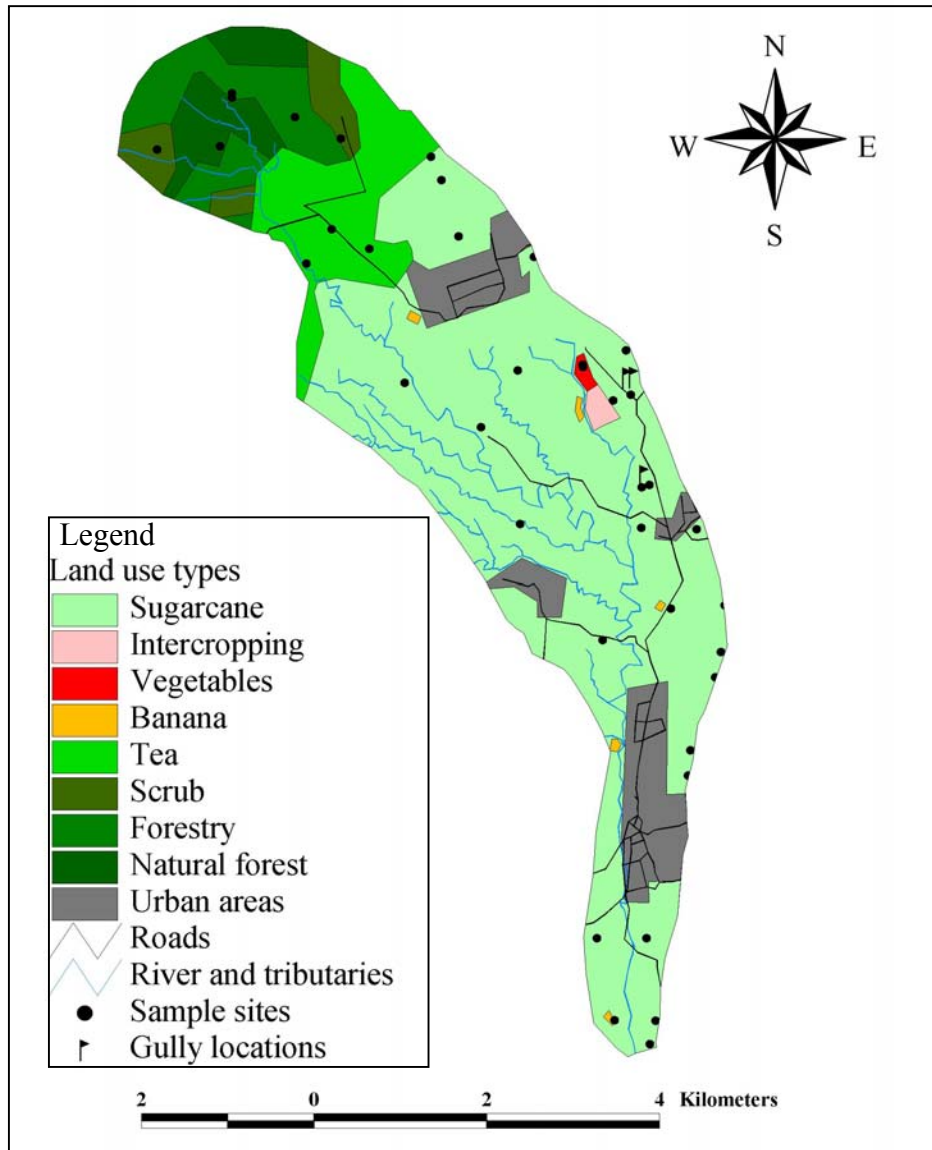 N
W E
S
Legend
Land use types
Sugarcane
Intercropping
Vegetables
Banana
Tea
Scrub
Forestry
Natural forest
Urban areas
Roads
River and tributaries
Sample sites
Gully locations
2 0 2 4 Kilometers